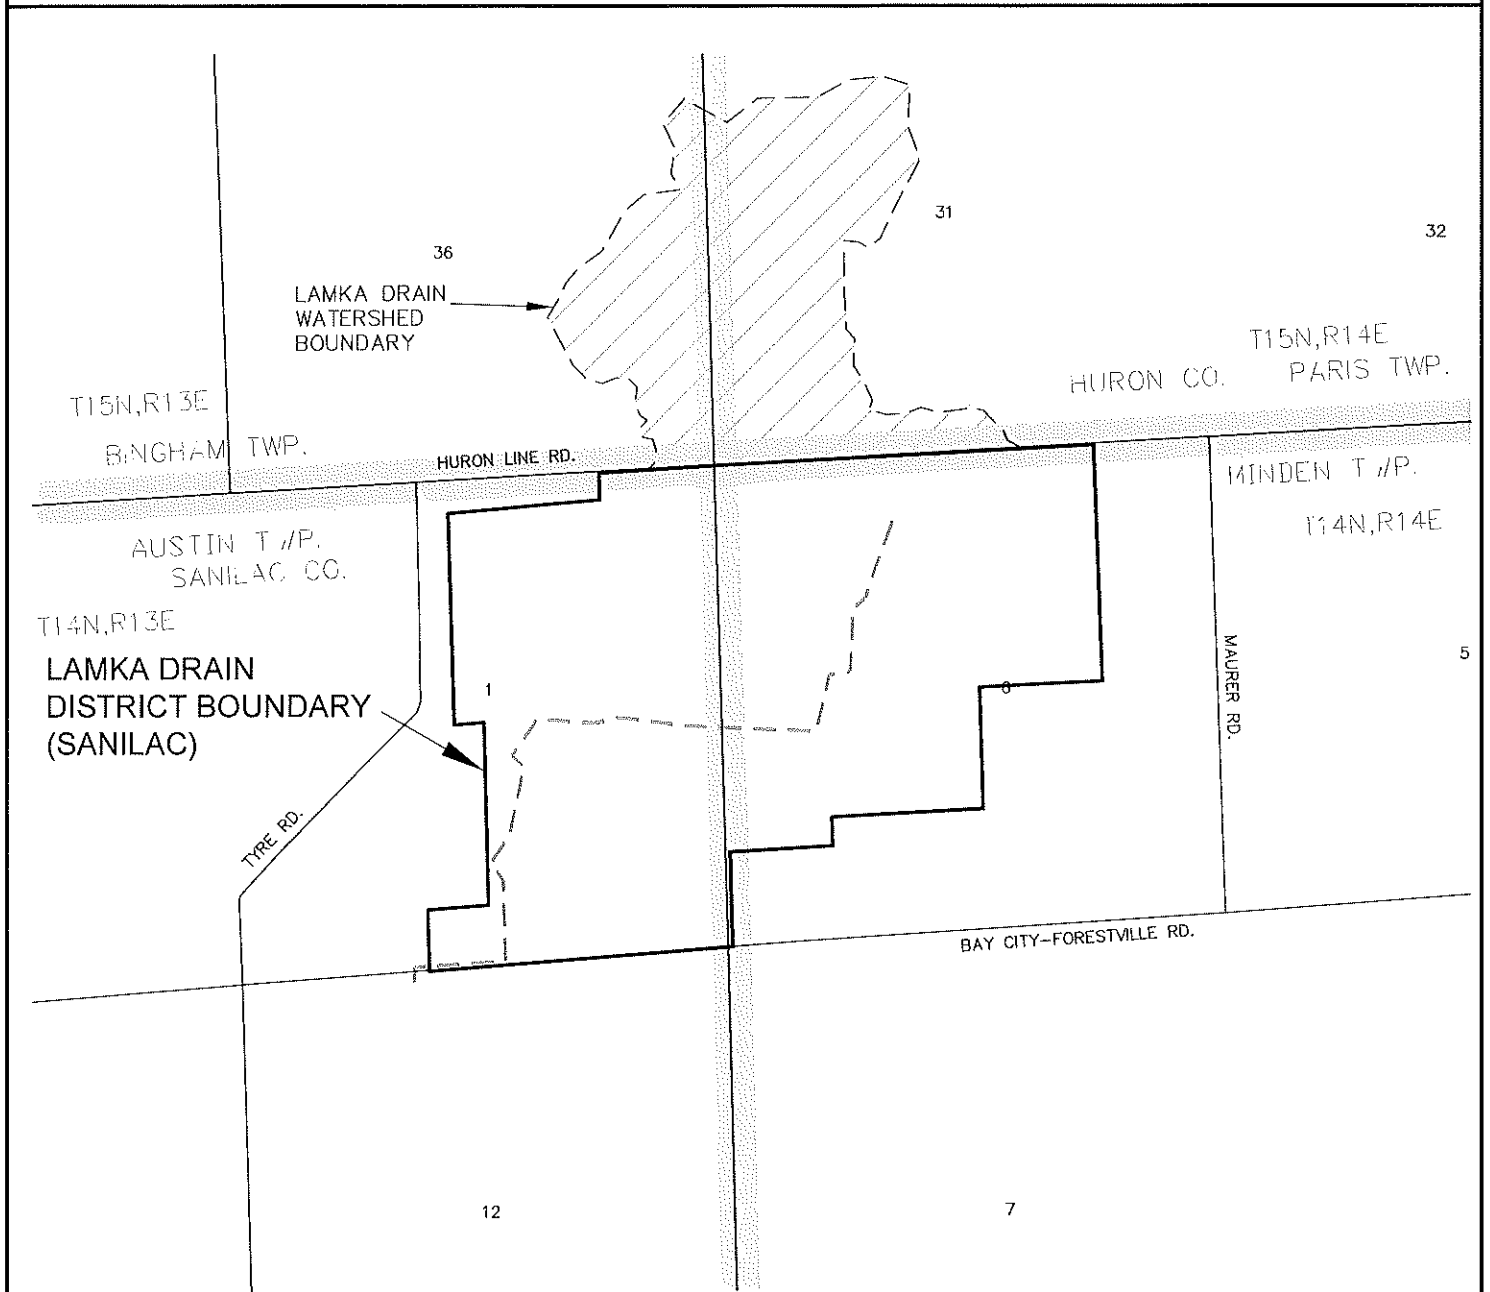 31
32
36
LAMKA DRAIN
WATERSHED
BOUNDARY
T15N,R14E
HURON CO. PARIS TWP.
T15N,R13E
BINGHAM TWP.
HURON LINE RD.
MINDEN TWP.
T14N,R14E
AUSTIN TWP.
SANILAC CO.
T14N,R13E
LAMKA DRAIN
DISTRICT BOUNDARY
(SANILAC)
1
6
5
MAURER RD.
TYRE RD.
BAY CITY-FORESTVILLE RD.
12
7